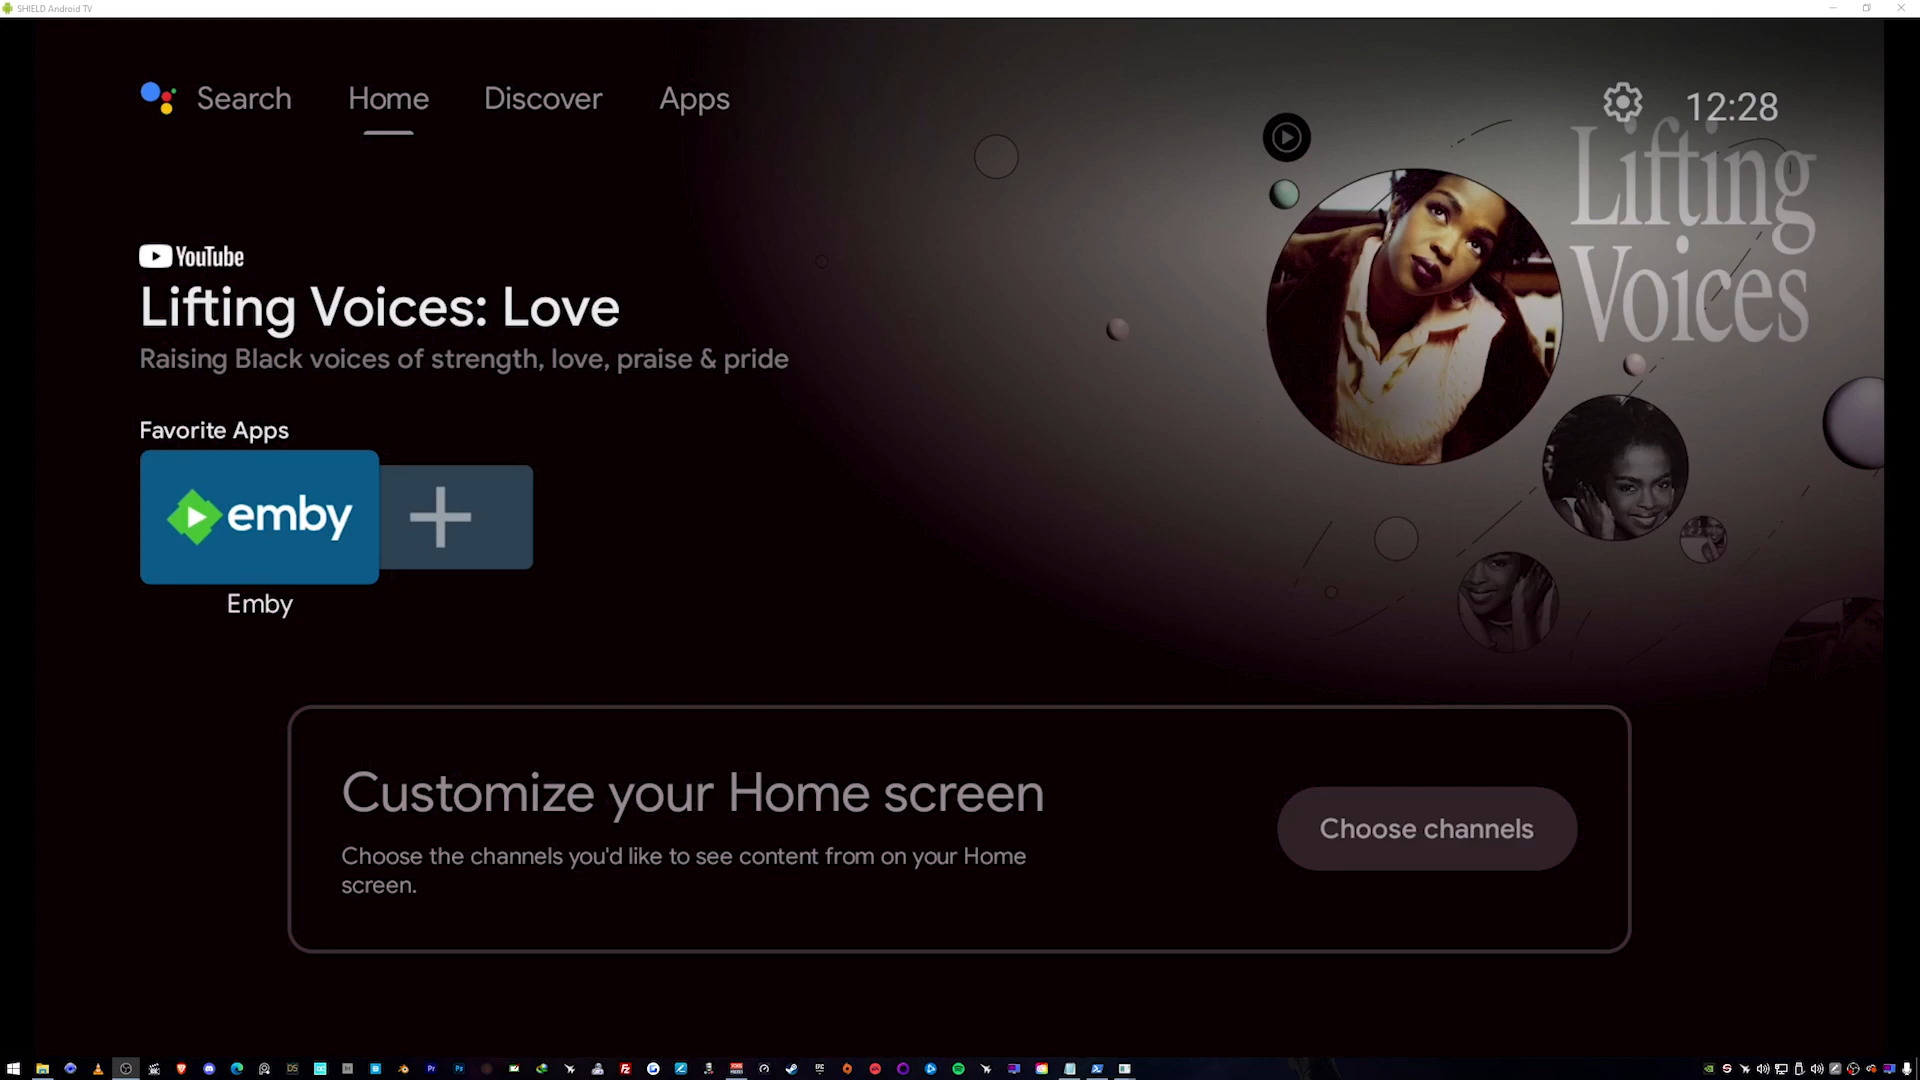 SHIELD Android TV
Search Home Discover Apps
12:28
Lifting
Voices
YouTube
Lifting Voices: Love
Raising Black voices of strength, love, praise & pride
Favorite Apps
emby
Emby
Customize your Home screen
Choose the channels you'd like to see content from on your Home
screen.
Choose channels